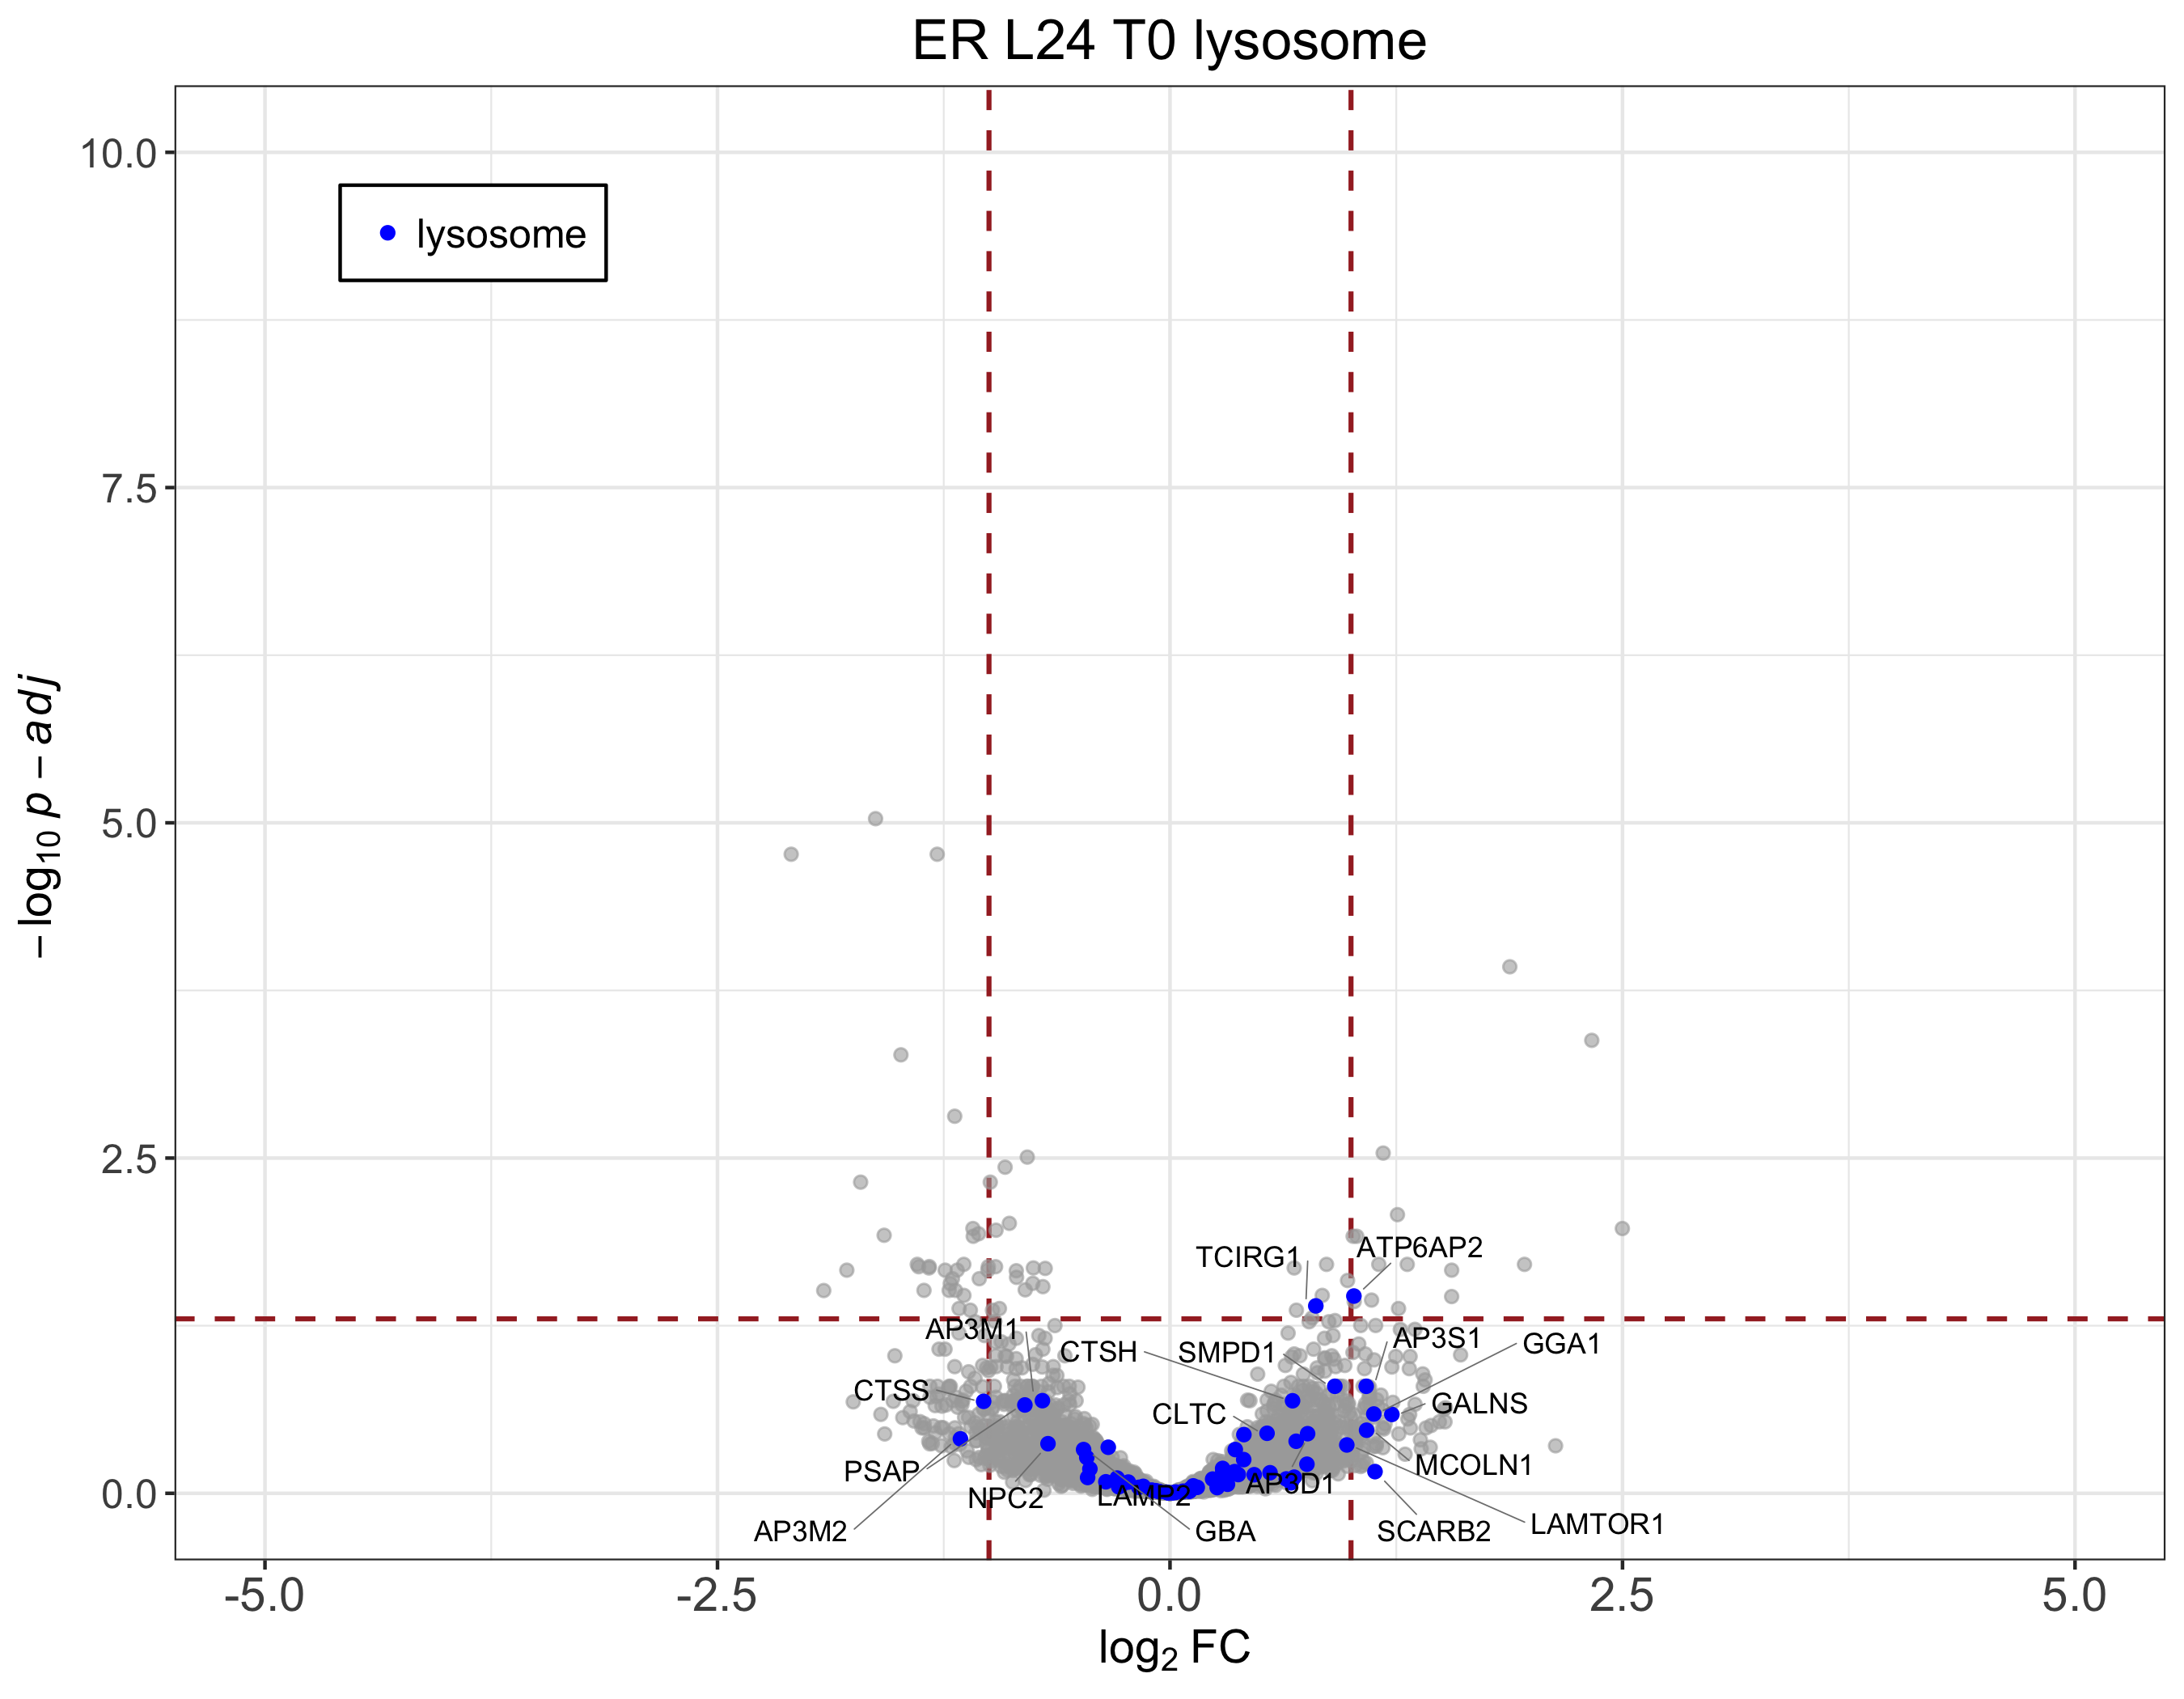 ER L24 T0 lysosome
10.0
lysosome
7.5
−log10 p − adj
5.0
2.5
TCIRG1
ATP6AP2
AP3M1
CTSH
SMPD1
AP3S1
GGA1
CTSS
CLTC
GALNS
PSAP
NPC2
LAMP2
AP3D1
MCOLN1
0.0
AP3M2
GBA
SCARB2
LAMTOR1
-5.0
-2.5
0.0
2.5
5.0
log2 FC